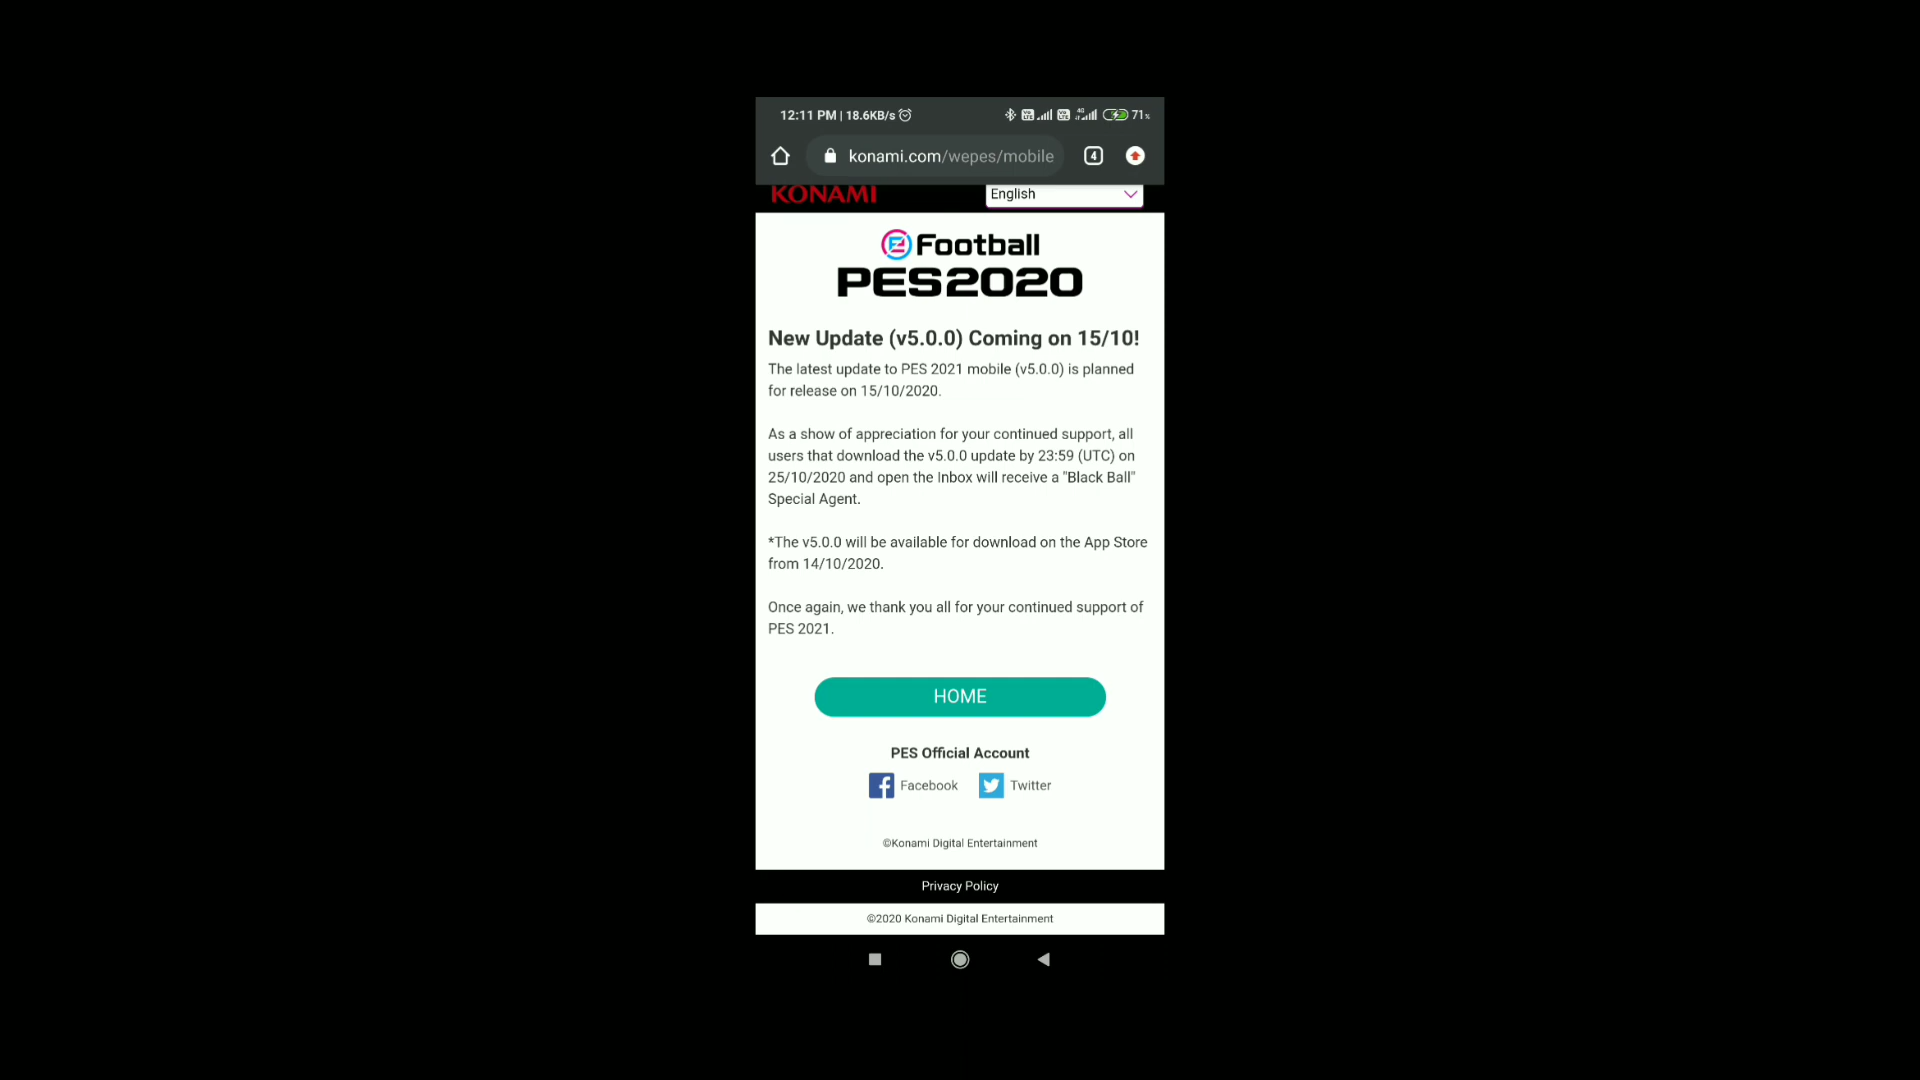 12:11 PM | 18.6KB/s 4G 71%
konami.com/wepes/mobile 4
KONAMI English
Football
PES2020
New Update (v5.0.0) Coming on 15/10!
The latest update to PES 2021 mobile (v5.0.0) is planned
for release on 15/10/2020.
As a show of appreciation for your continued support, all
users that download the v5.0.0 update by 23:59 (UTC) on
25/10/2020 and open the Inbox will receive a "Black Ball"
Special Agent.
*The v5.0.0 will be available for download on the App Store
from 14/10/2020.
Once again, we thank you all for your continued support of
PES 2021.
HOME
PES Official Account
Facebook Twitter
©Konami Digital Entertainment
Privacy Policy
©2020 Konami Digital Entertainment